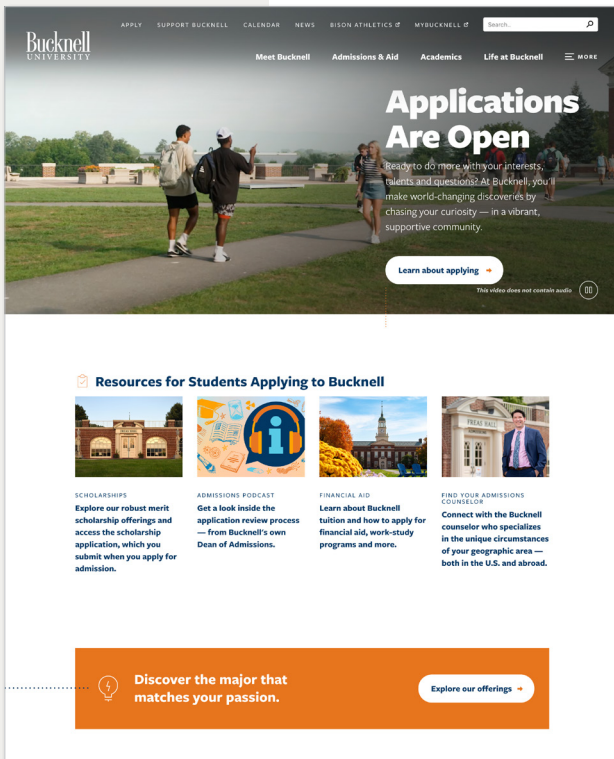 APPLY SUPPORT BUCKNELL CALENDAR NEWS BISON ATHLETICS MYBUCKNELL Search...
Bucknell
UNIVERSITY
Meet Bucknell Admissions & Aid Academics Life at Bucknell MORE
Applications
Are Open
Ready to do more with your interests,
talents and questions? At Bucknell, you'll
make world-changing discoveries by
chasing your curiosity — in a vibrant,
supportive community.
Learn about applying
This video does not contain audio
Resources for Students Applying to Bucknell
FREAS HALL
SCHOLARSHIPS
Explore our robust merit
scholarship offerings and
access the scholarship
application, which you
submit when you apply for
admission.
ADMISSIONS PODCAST
Get a look inside the
application review process
— from Bucknell's own
Dean of Admissions.
FINANCIAL AID
Learn about Bucknell
tuition and how to apply for
financial aid, work-study
programs and more.
FIND YOUR ADMISSIONS
COUNSELOR
Connect with the Bucknell
counselor who specializes
in the unique circumstances
of your geographic area —
both in the U.S. and abroad.
Discover the major that
matches your passion.
Explore our offerings